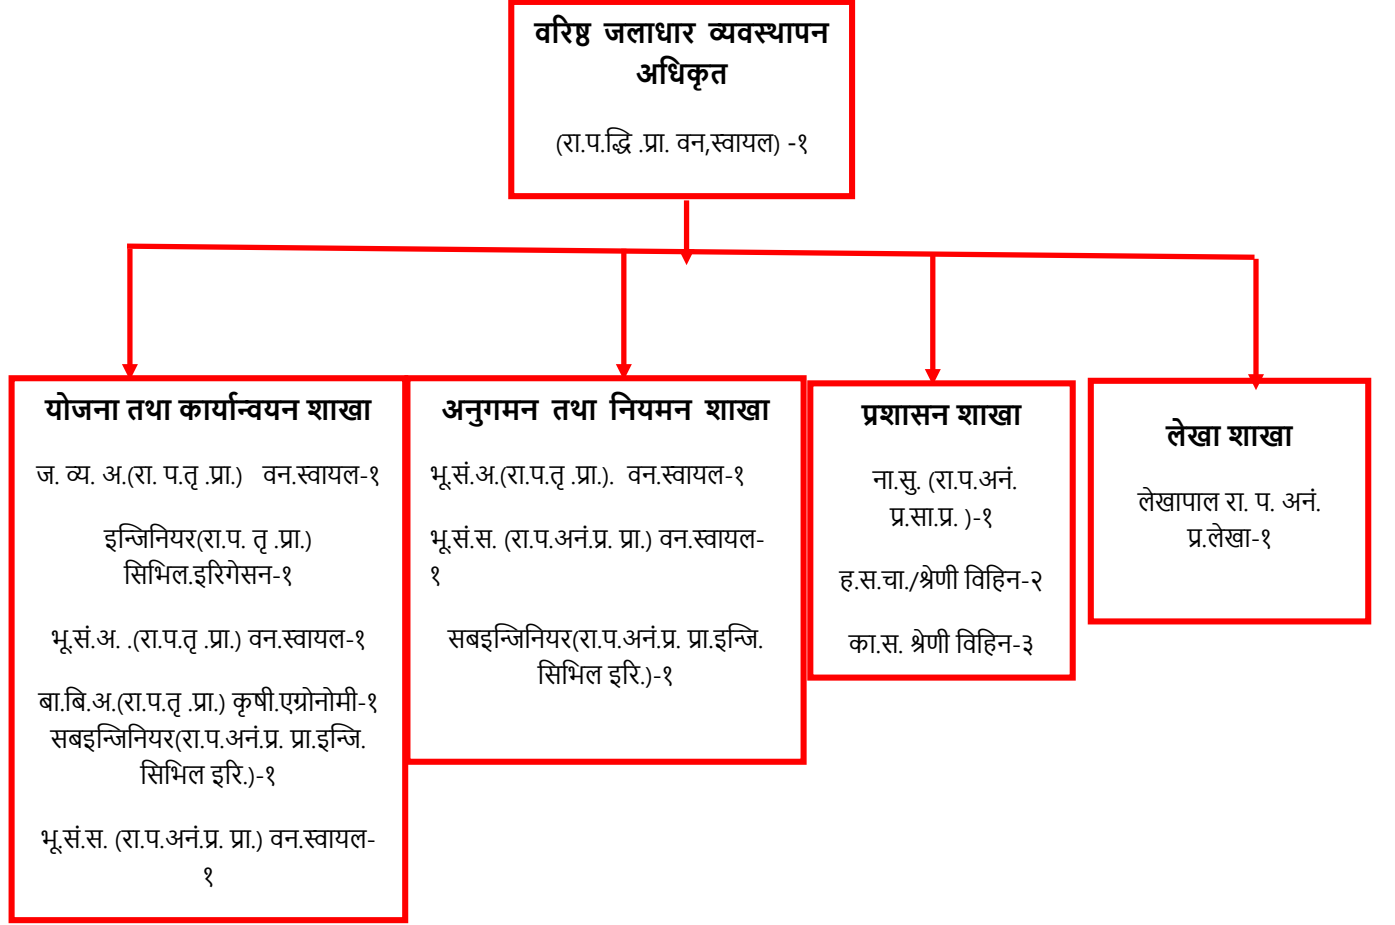 वरिष्ठ जलाधार व्यवस्थापन
अधिकृत
(रा.प.द्धि .प्रा. वन,स्वायल) -१
योजना तथा कार्यान्वयन शाखा
ज. व्य. अ.(रा. प.तृ .प्रा.) वन.स्वायल-१
इन्जिनियर(रा.प. तृ .प्रा.)
सिभिल.इरिगेसन-१
भू.सं.अ. .(रा.प.तृ .प्रा.) वन.स्वायल-१
बा.बि.अ.(रा.प.तृ .प्रा.) कृषी.एग्रोनोमी-१
सबइन्जिनियर(रा.प.अनं.प्र. प्रा.इन्जि.
सिभिल इरि.)-१
भू.सं.स. (रा.प.अनं.प्र. प्रा.) वन.स्वायल-
१
अनुगमन तथा नियमन शाखा
भू.सं.अ.(रा.प.तृ .प्रा.). वन.स्वायल-१
भू.सं.स. (रा.प.अनं.प्र. प्रा.) वन.स्वायल-
१
सबइन्जिनियर(रा.प.अनं.प्र. प्रा.इन्जि.
सिभिल इरि.)-१
प्रशासन शाखा
ना.सु. (रा.प.अनं.
प्र.सा.प्र. )-१
ह.स.चा./श्रेणी विहिन-२
का.स. श्रेणी विहिन-३
लेखा शाखा
लेखापाल रा. प. अनं.
प्र.लेखा-१